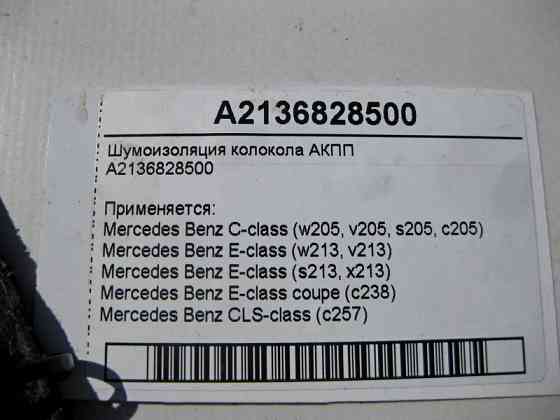 A2136828500
Шумоизоляция колокола АКПП
A2136828500
Применяется:
Mercedes Benz C-class (w205, v205, s205, c205)
Mercedes Benz E-class (w213, v213)
Mercedes Benz E-class (s213, x213)
Mercedes Benz E-class coupe (c238)
Mercedes Benz CLS-class (c257)